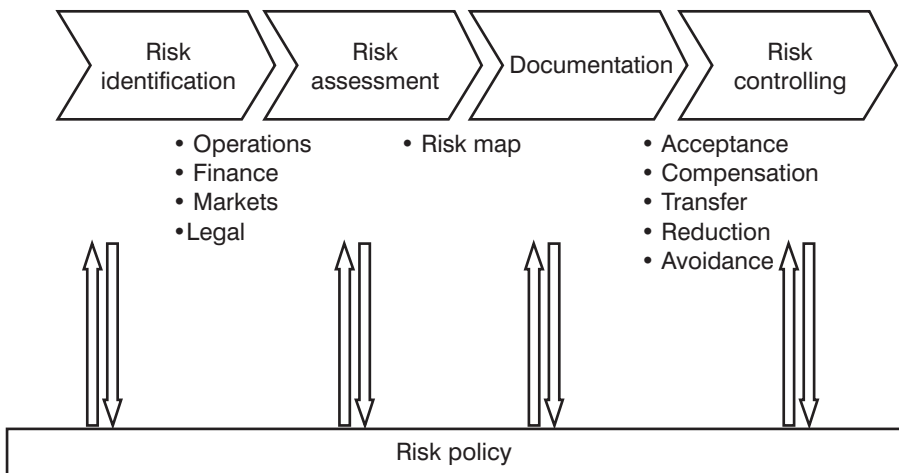 Risk
identification
Risk
assessment
Documentation
Risk
controlling
• Operations
• Finance
• Markets
•Legal
• Risk map
• Acceptance
• Compensation
• Transfer
• Reduction
• Avoidance
Risk policy